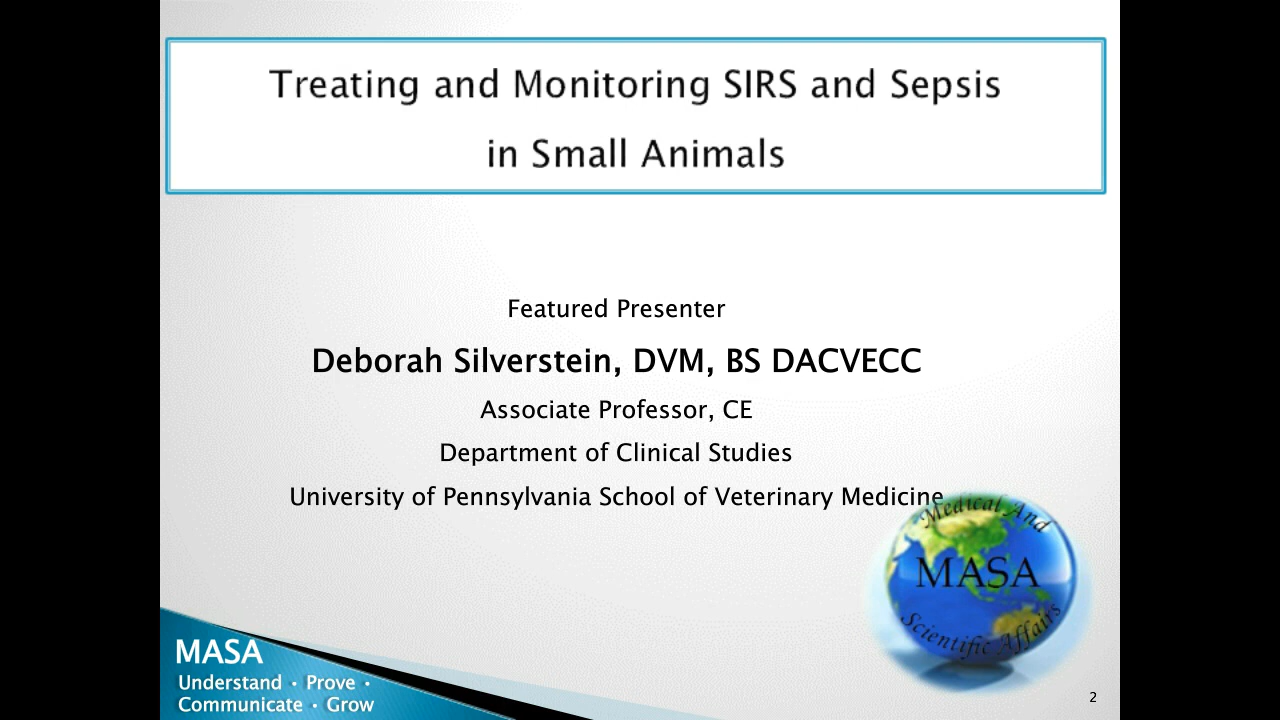 Treating and Monitoring SIRS and Sepsis
in Small Animals
Featured Presenter
Deborah Silverstein, DVM, BS DACVECC
Associate Professor, CE
Department of Clinical Studies
University of Pennsylvania School of Veterinary Medicine
Medical And
MASA
Scientific Affairs
MASA
Understand • Prove •
Communicate • Grow
2